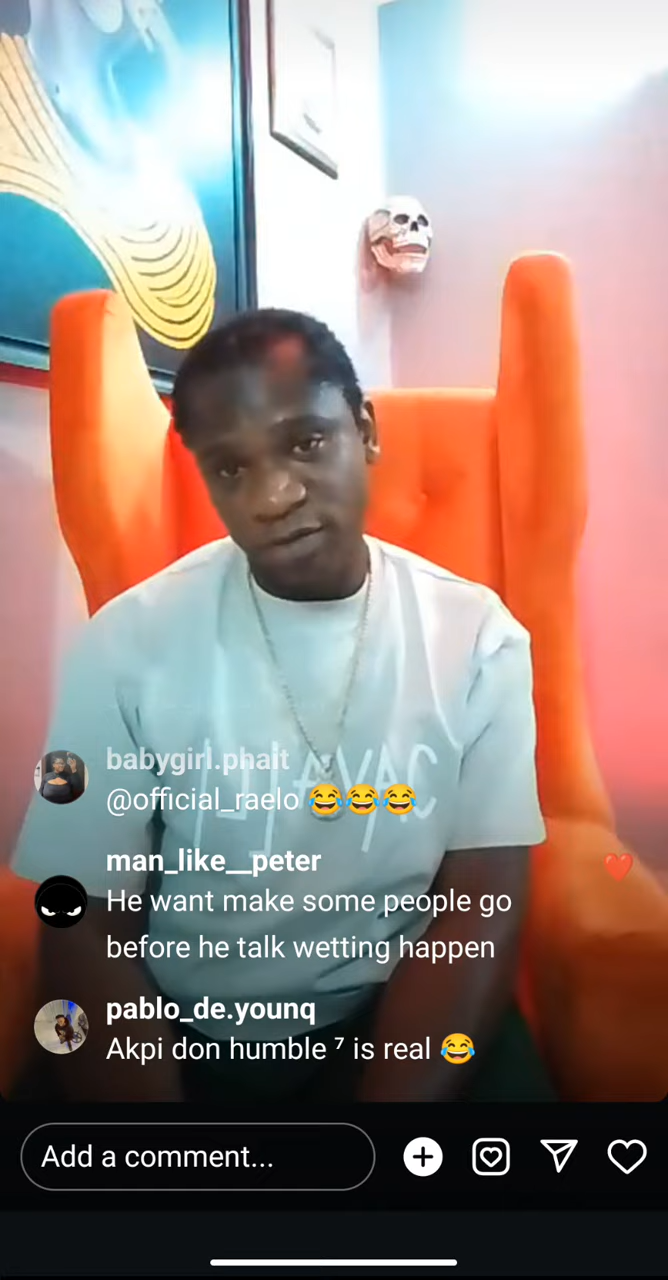 babygirl.phait
@official_raelo 😂😂😂
man_like__peter
He want make some people go
before he talk wetting happen
pablo_de.younq
Akpi don humble ⁷ is real 😂
Add a comment...